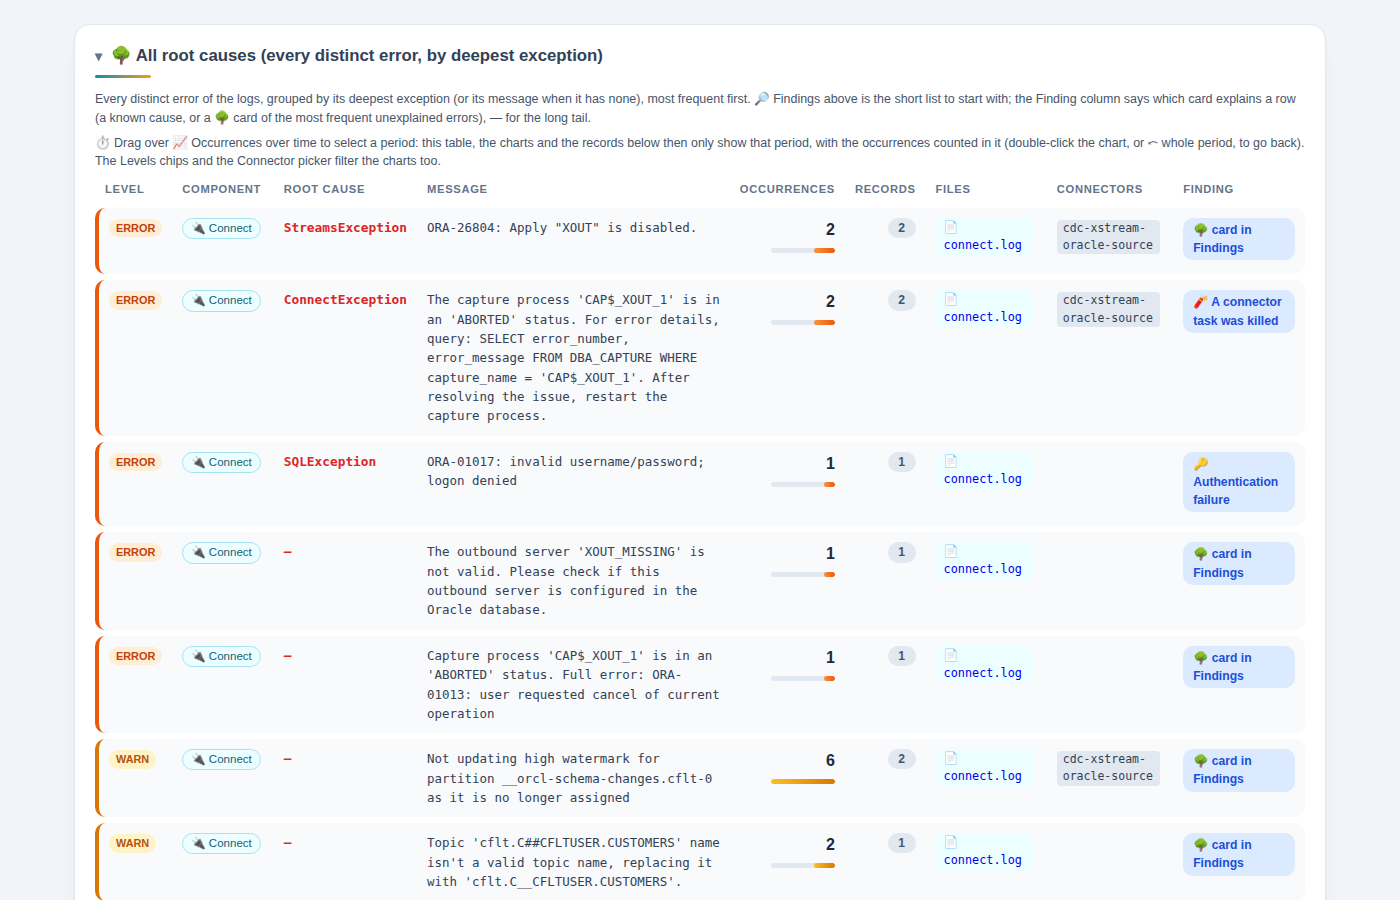 ▼ 🌳 All root causes (every distinct error, by deepest exception)
Every distinct error of the logs, grouped by its deepest exception (or its message when it has none), most frequent first. 🔎 Findings above is the short list to start with; the Finding column says which card explains a row
(a known cause, or a 🌳 card of the most frequent unexplained errors), — for the long tail.
⏱️ Drag over 📈 Occurrences over time to select a period: this table, the charts and the records below then only show that period, with the occurrences counted in it (double-click the chart, or ⤺ whole period, to go back).
The Levels chips and the Connector picker filter the charts too.
LEVEL COMPONENT ROOT CAUSE MESSAGE OCCURRENCES RECORDS FILES CONNECTORS FINDING
ERROR 🔌 Connect StreamsException ORA-26804: Apply "XOUT" is disabled. 2 2 📄 cdc-xstream- 🌳 card in
connect.log oracle-source Findings
ERROR 🔌 Connect ConnectException The capture process 'CAP$_XOUT_1' is in 2 2 📄 cdc-xstream- 🧨 A connector
an 'ABORTED' status. For error details, connect.log oracle-source task was killed
query: SELECT error_number,
error_message FROM DBA_CAPTURE WHERE
capture_name = 'CAP$_XOUT_1'. After
resolving the issue, restart the
capture process.
ERROR 🔌 Connect SQLException ORA-01017: invalid username/password; 1 1 📄 🔑
logon denied connect.log Authentication
failure
ERROR 🔌 Connect — The outbound server 'XOUT_MISSING' is 1 1 📄 🌳 card in
not valid. Please check if this connect.log Findings
outbound server is configured in the
Oracle database.
ERROR 🔌 Connect — Capture process 'CAP$_XOUT_1' is in an 1 1 📄 🌳 card in
'ABORTED' status. Full error: ORA- connect.log Findings
01013: user requested cancel of current
operation
WARN 🔌 Connect — Not updating high watermark for 6 2 📄 cdc-xstream- 🌳 card in
partition __orcl-schema-changes.cflt-0 connect.log oracle-source Findings
as it is no longer assigned
WARN 🔌 Connect — Topic 'cflt.C##CFLTUSER.CUSTOMERS' name 2 1 📄 🌳 card in
isn't a valid topic name, replacing it connect.log Findings
with 'cflt.C__CFLTUSER.CUSTOMERS'.